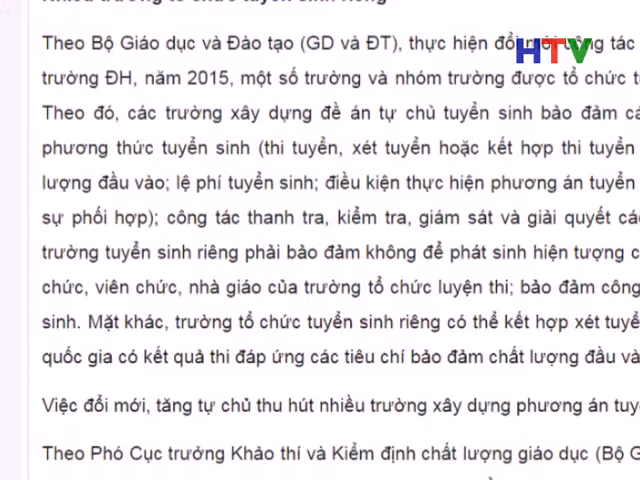 HTV
Theo Bộ Giáo dục và Đào tạo (GD và ĐT), thực hiện đổi mới công tác
trường ĐH, năm 2015, một số trường và nhóm trường được tổ chức
Theo đó, các trường xây dựng đề án tự chủ tuyển sinh bảo đảm
phương thức tuyển sinh (thi tuyển, xét tuyển hoặc kết hợp thi tuyển
lượng đầu vào; lệ phí tuyển sinh; điều kiện thực hiện phương án tuyển
sự phối hợp); công tác thanh tra, kiểm tra, giám sát và giải quyết
trường tuyển sinh riêng phải bảo đảm không để phát sinh hiện tượng
chức, viên chức, nhà giáo của trường tổ chức luyện thi; bảo đảm công
sinh. Mặt khác, trường tổ chức tuyển sinh riêng có thể kết hợp xét
quốc gia có kết quả thi đáp ứng các tiêu chí bảo đảm chất lượng đầu
Việc đổi mới, tăng tự chủ thu hút nhiều trường xây dựng phương án
Theo Phó Cục trưởng Khảo thí và Kiểm định chất lượng giáo dục (Bộ